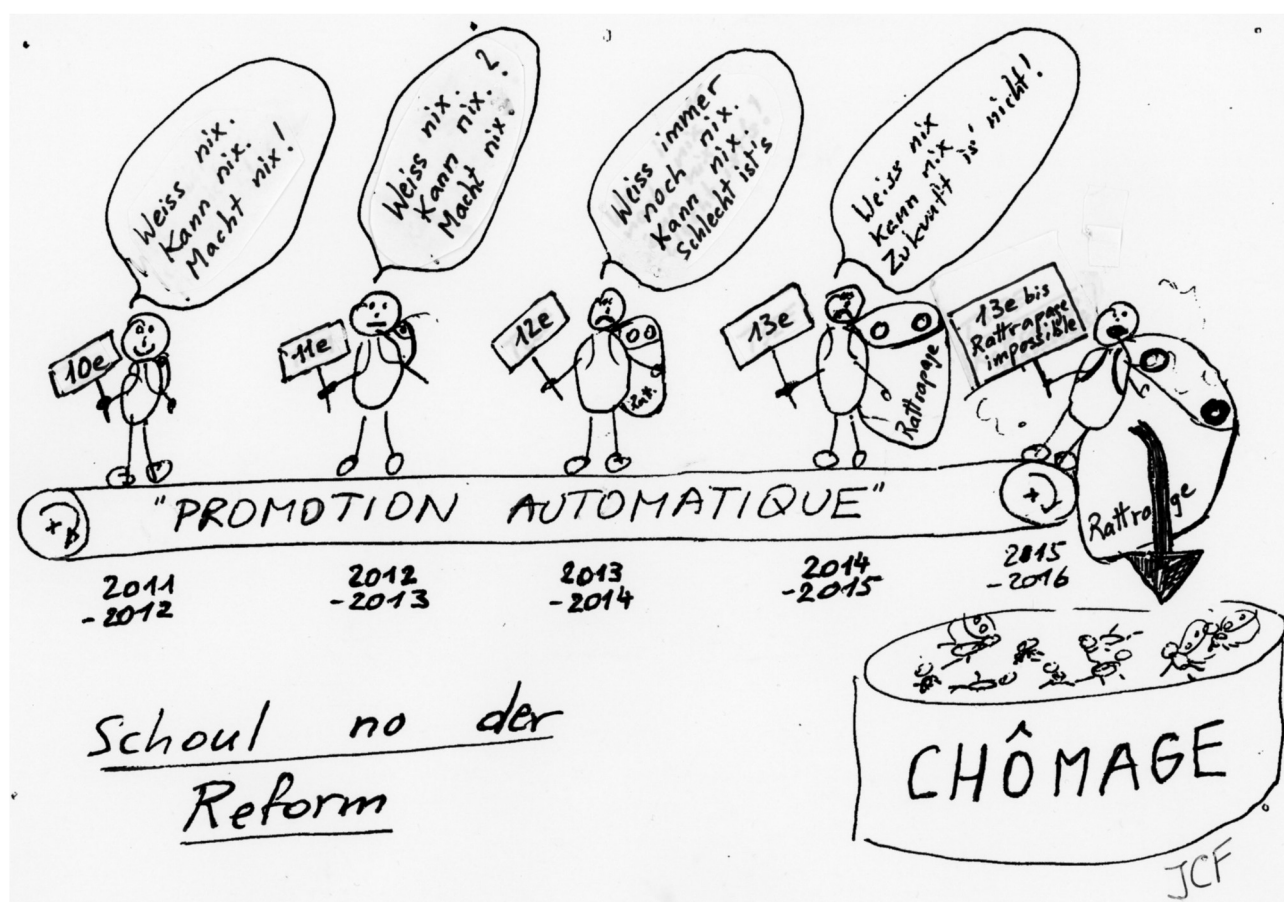 Weiss nix.
Kann nix.
Macht nix!
Weiss nix.
Kann nix.
Macht nix?
Weiss immer
noch nix.
Kann nix.
Schlecht ist's
Weiss nix
kann nix
Zukunft is' nicht!
10e
11e
12e
13e
13e bis
Rattrapage
impossible
Ratt.
Rattrapage
Rattrapage
"PROMOTION AUTOMATIQUE"
2011
-2012
2012
-2013
2013
-2014
2014
-2015
2015
-2016
Schoul no der
Reform
CHÔMAGE
JCF